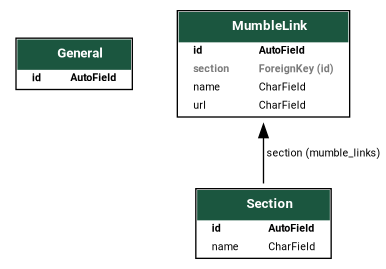 General
id AutoField
MumbleLink
id AutoField
section ForeignKey (id)
name CharField
url CharField
section (mumble_links)
Section
id AutoField
name CharField